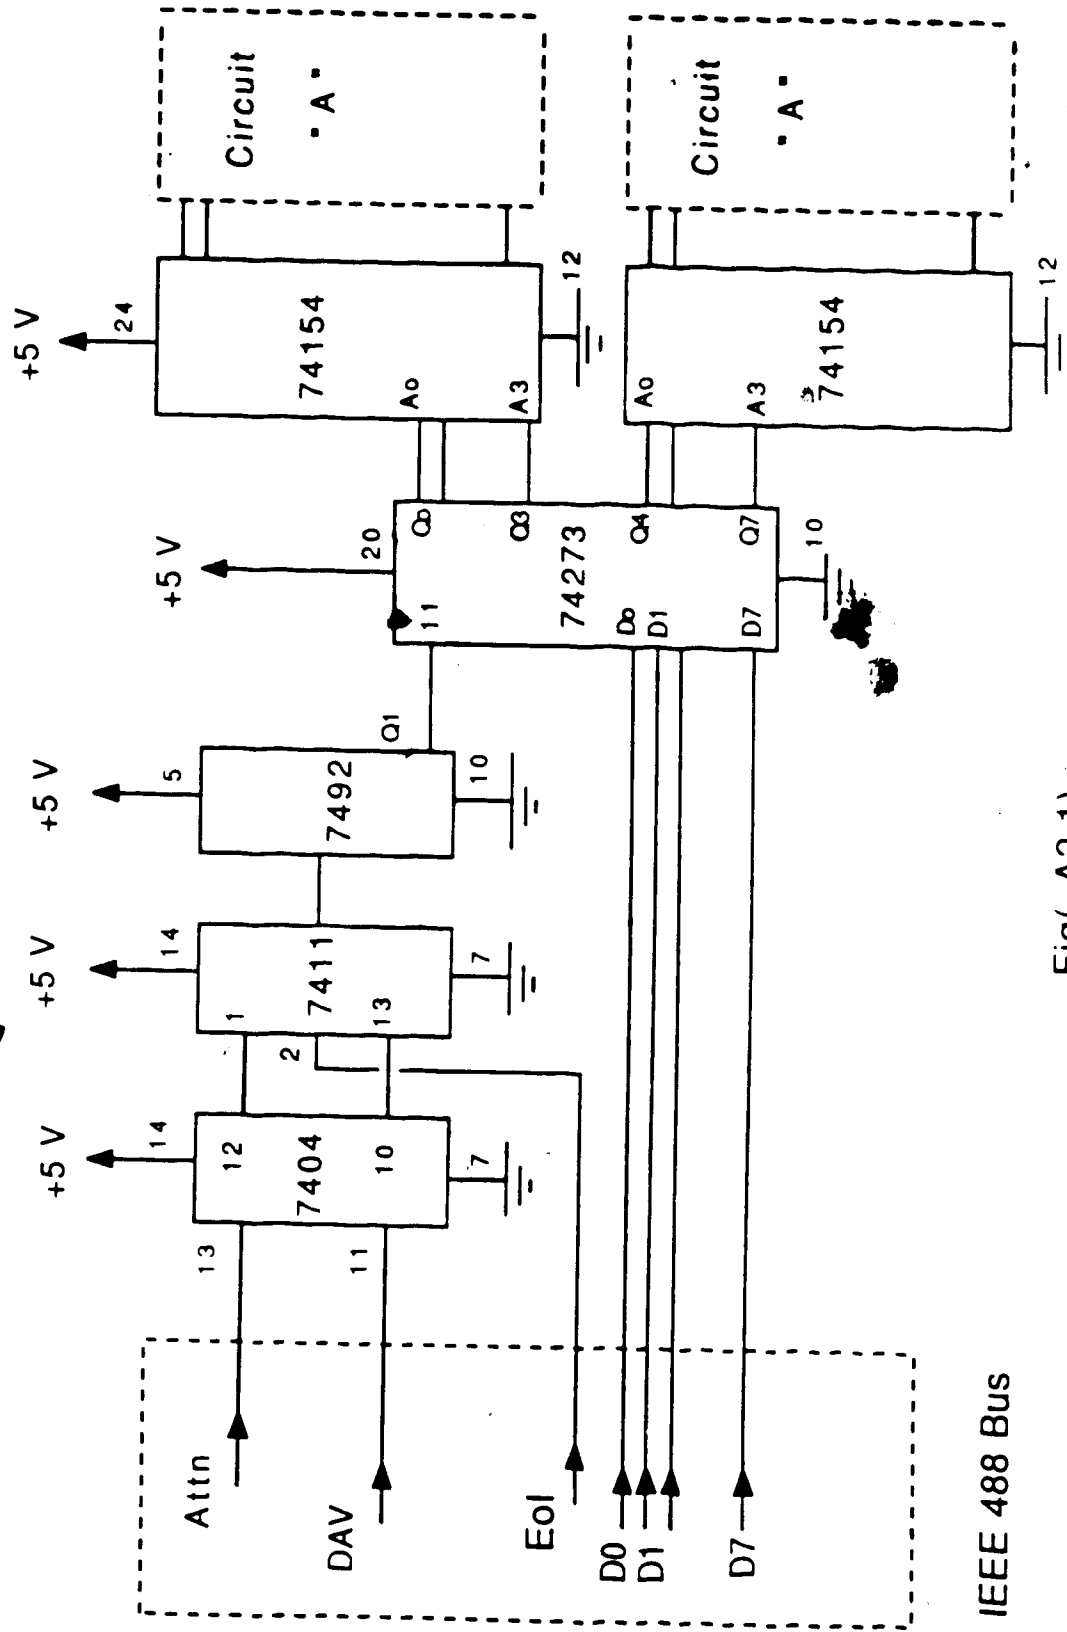 Attn
DAV
EoI
D0
D1
D7
IEEE 488 Bus
+5 V
14
13
12
11
10
7404
7
+5 V
14
1
2
13
7411
7
+5 V
5
7492
Q1
10
+5 V
20
11
Q0
Q3
74273
D0
D1
D7
Q4
Q7
10
+5 V
24
74154
A0
A3
12
Circuit
"A"
74154
A0
A3
12
Circuit
"A"